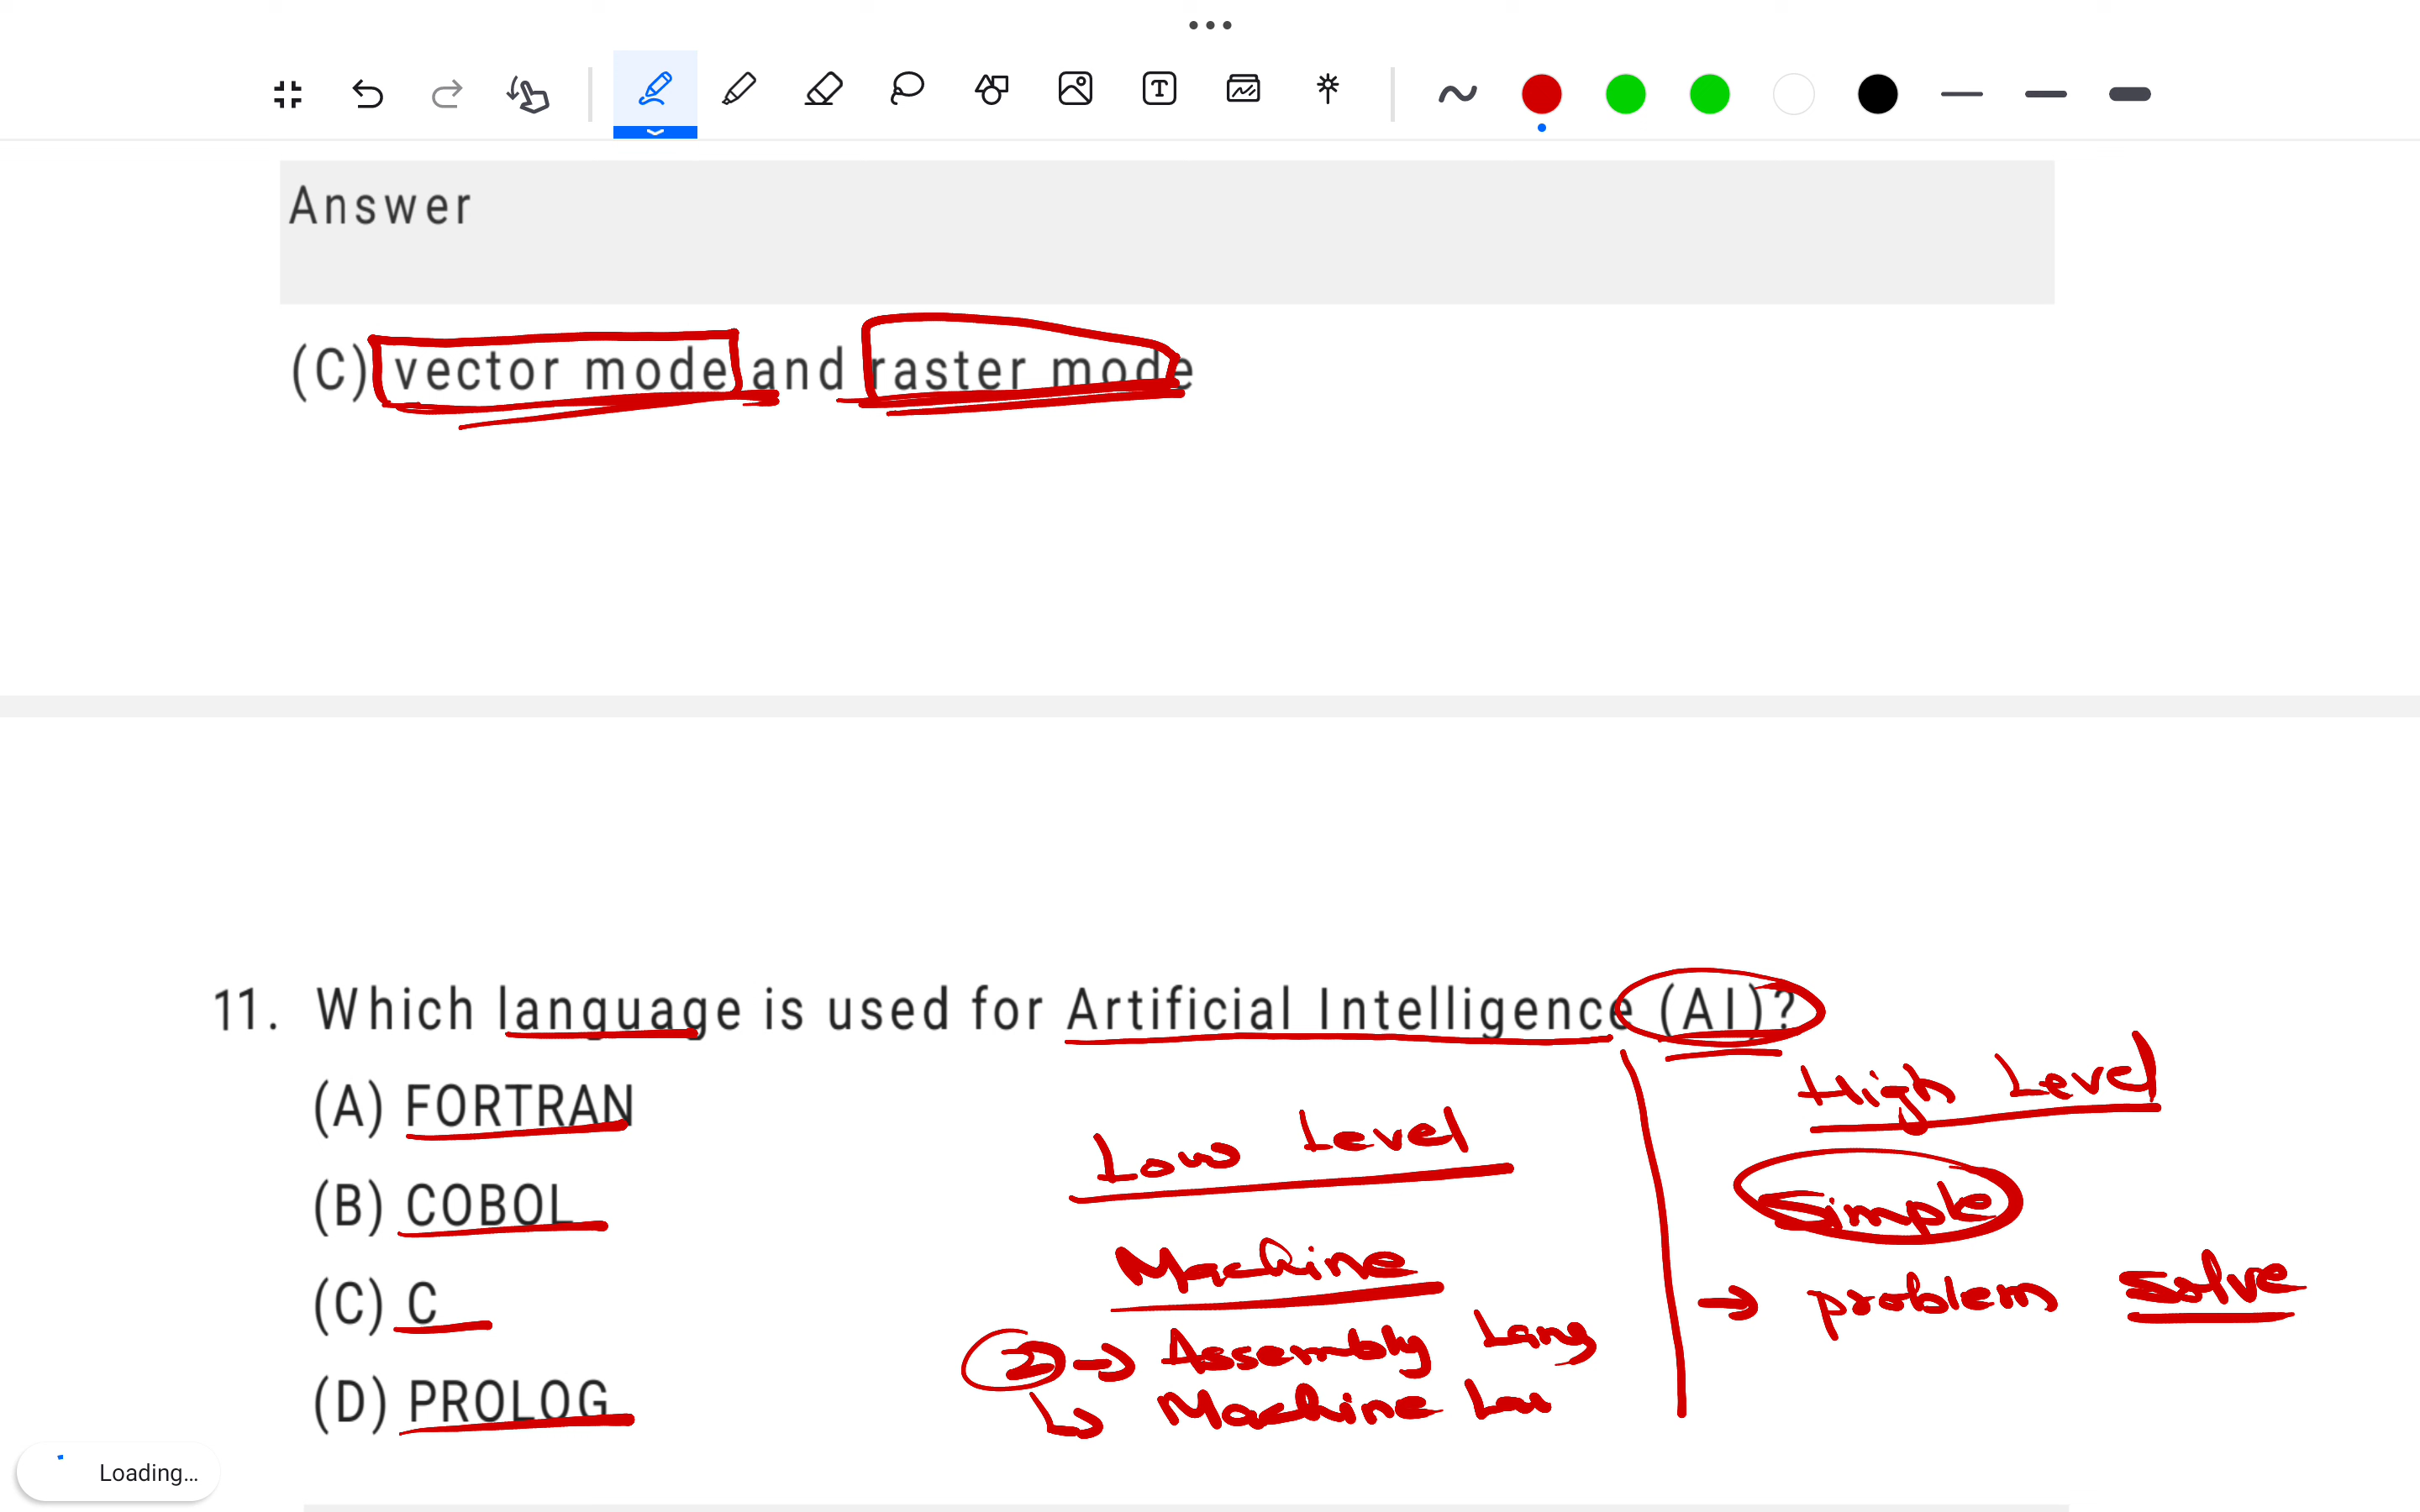 Answer
(C) vector mode and raster mode
11. Which language is used for Artificial Intelligence (AI)?
(A) FORTRAN
(B) COBOL
(C) C
(D) PROLOG
Low Level
Machine
2 → Assembly Lang
Machine Lan
High Level
Simple
→ problem Solve
Loading...